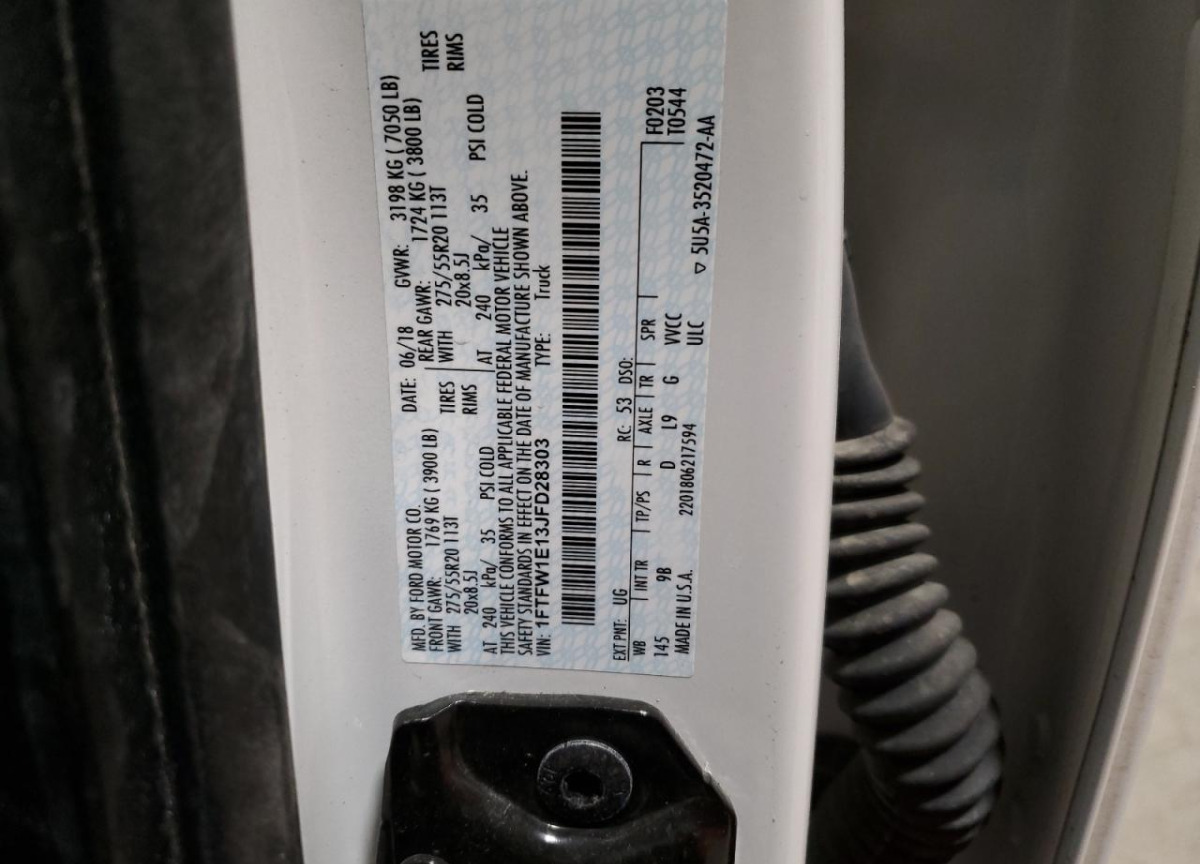 MFD. BY FORD MOTOR CO.
DATE: 06/18 GVWR: 3198 KG ( 7050 LB)
FRONT GAWR: 1769 KG ( 3900 LB)
REAR GAWR: 1724 KG ( 3800 LB)
WITH 275/55R20 113T TIRES
WITH 275/55R20 113T TIRES
20x8.5J RIMS
20x8.5J RIMS
AT 240 kPa/ 35 PSI COLD
AT 240 kPa/ 35 PSI COLD
THIS VEHICLE CONFORMS TO ALL APPLICABLE FEDERAL MOTOR VEHICLE
SAFETY STANDARDS IN EFFECT ON THE DATE OF MANUFACTURE SHOWN ABOVE.
VIN: 1FTFW1E13JFD28303 TYPE: Truck
EXT PNT: UG RC: 53 DSO:
WB INT TR TP/PS R AXLE TR SPR F0203
145 9B D L9 G VVCC T0544
MADE IN U.S.A. 2201806217594 ULC
▽ 5U5A-3520472-AA